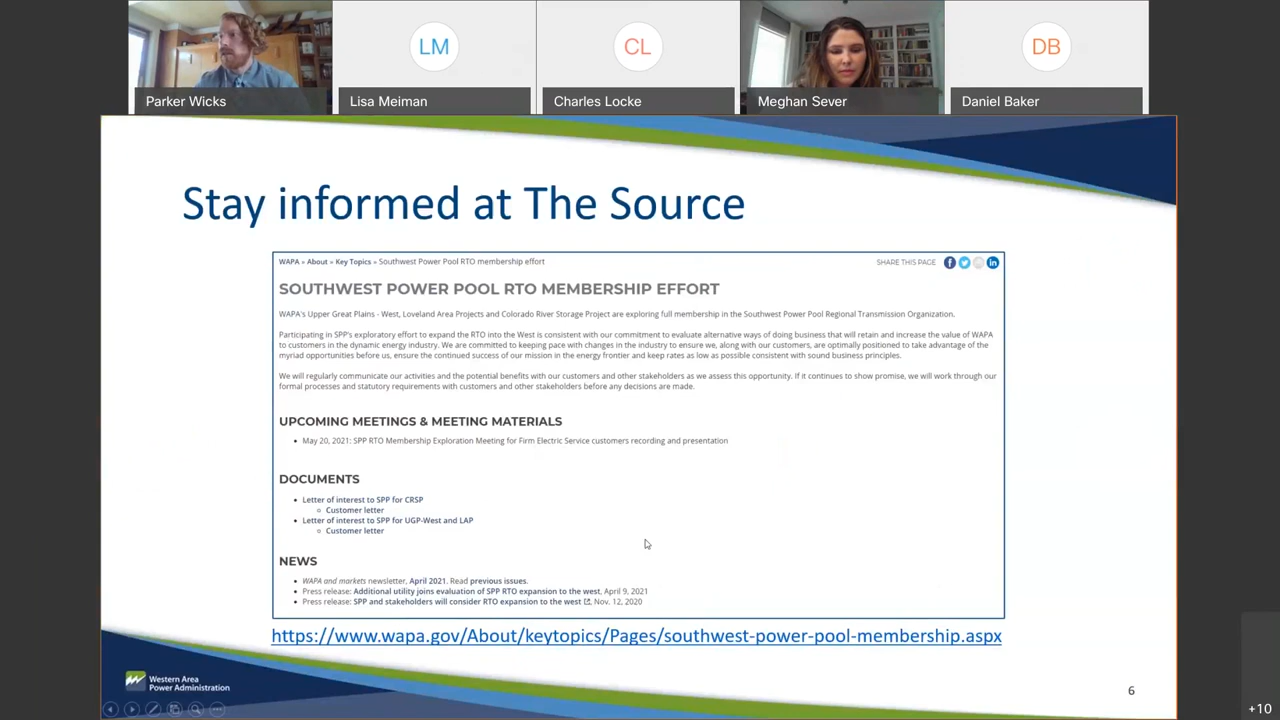 LM
CL
DB
Parker Wicks
Lisa Meiman
Charles Locke
Meghan Sever
Daniel Baker
Stay informed at The Source
WAPA » About » Key Topics » Southwest Power Pool RTO membership effort
SHARE THIS PAGE
SOUTHWEST POWER POOL RTO MEMBERSHIP EFFORT
WAPA's Upper Great Plains - West, Loveland Area Projects and Colorado River Storage Project are exploring full membership in the Southwest Power Pool Regional Transmission Organization.
Participating in SPP's exploratory effort to expand the RTO into the West is consistent with our commitment to evaluate alternative ways of doing business that will retain and increase the value of WAPA
to customers in the dynamic energy industry. We are committed to keeping pace with changes in the industry to ensure we, along with our customers, are optimally positioned to take advantage of the
myriad opportunities before us, ensure the continued success of our mission in the energy frontier and keep rates as low as possible consistent with sound business principles.
We will regularly communicate our activities and the potential benefits with our customers and other stakeholders as we assess this opportunity. If it continues to show promise, we will work through our
formal processes and statutory requirements with customers and other stakeholders before any decisions are made.
UPCOMING MEETINGS & MEETING MATERIALS
• May 20, 2021: SPP RTO Membership Exploration Meeting for Firm Electric Service customers recording and presentation
DOCUMENTS
• Letter of interest to SPP for CRSP
○ Customer letter
• Letter of interest to SPP for UGP-West and LAP
○ Customer letter
NEWS
• WAPA and markets newsletter, April 2021. Read previous issues.
• Press release: Additional utility joins evaluation of SPP RTO expansion to the west, April 9, 2021
• Press release: SPP and stakeholders will consider RTO expansion to the west, Nov. 12, 2020
https://www.wapa.gov/About/keytopics/Pages/southwest-power-pool-membership.aspx
Western Area
Power Administration
6
+10